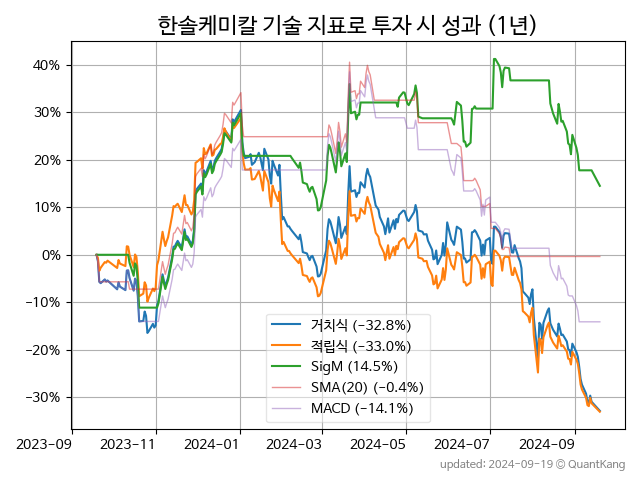 한솔케미칼 기술 지표로 투자 시 성과 (1년)
40%
30%
20%
10%
0%
−10%
−20%
−30%
거치식 (−32.8%)
적립식 (−33.0%)
SigM (14.5%)
SMA(20) (−0.4%)
MACD (−14.1%)
2023-09 2023-11 2024-01 2024-03 2024-05 2024-07 2024-09
updated: 2024-09-19 © QuantKang